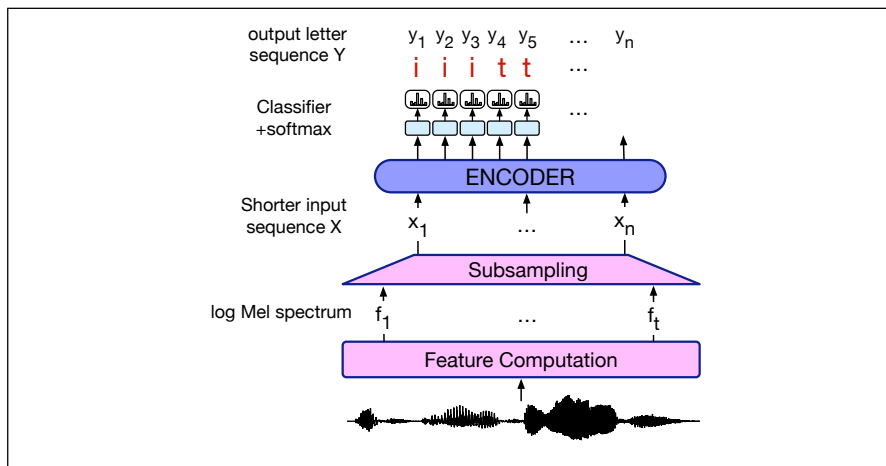 output letter sequence Y
y1 y2 y3 y4 y5 ... yn
i i i t t ...
Classifier +softmax
...
ENCODER
Shorter input sequence X
x1 ... xn
Subsampling
log Mel spectrum
f1 ... ft
Feature Computation